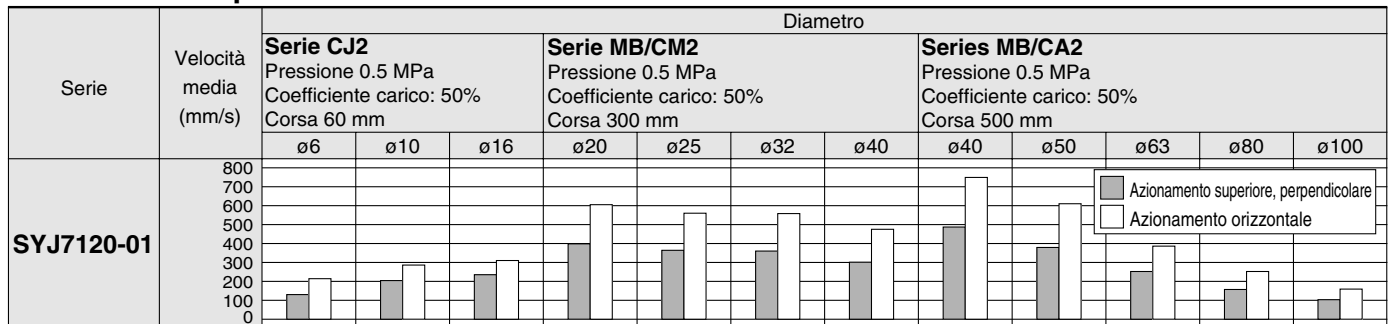 Diametro
Serie
Velocità
media
(mm/s)
Serie CJ2
Pressione 0.5 MPa
Coefficiente carico: 50%
Corsa 60 mm
Serie MB/CM2
Pressione 0.5 MPa
Coefficiente carico: 50%
Corsa 300 mm
Series MB/CA2
Pressione 0.5 MPa
Coefficiente carico: 50%
Corsa 500 mm
ø6 ø10 ø16 ø20 ø25 ø32 ø40 ø40 ø50 ø63 ø80 ø100
SYJ7120-01
800
700
600
500
400
300
200
100
0
Azionamento superiore, perpendicolare
Azionamento orizzontale